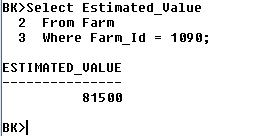 BK>Select Estimated_Value
  2  From Farm
  3  Where Farm_Id = 1090;
ESTIMATED_VALUE
---------------
          81500
BK>